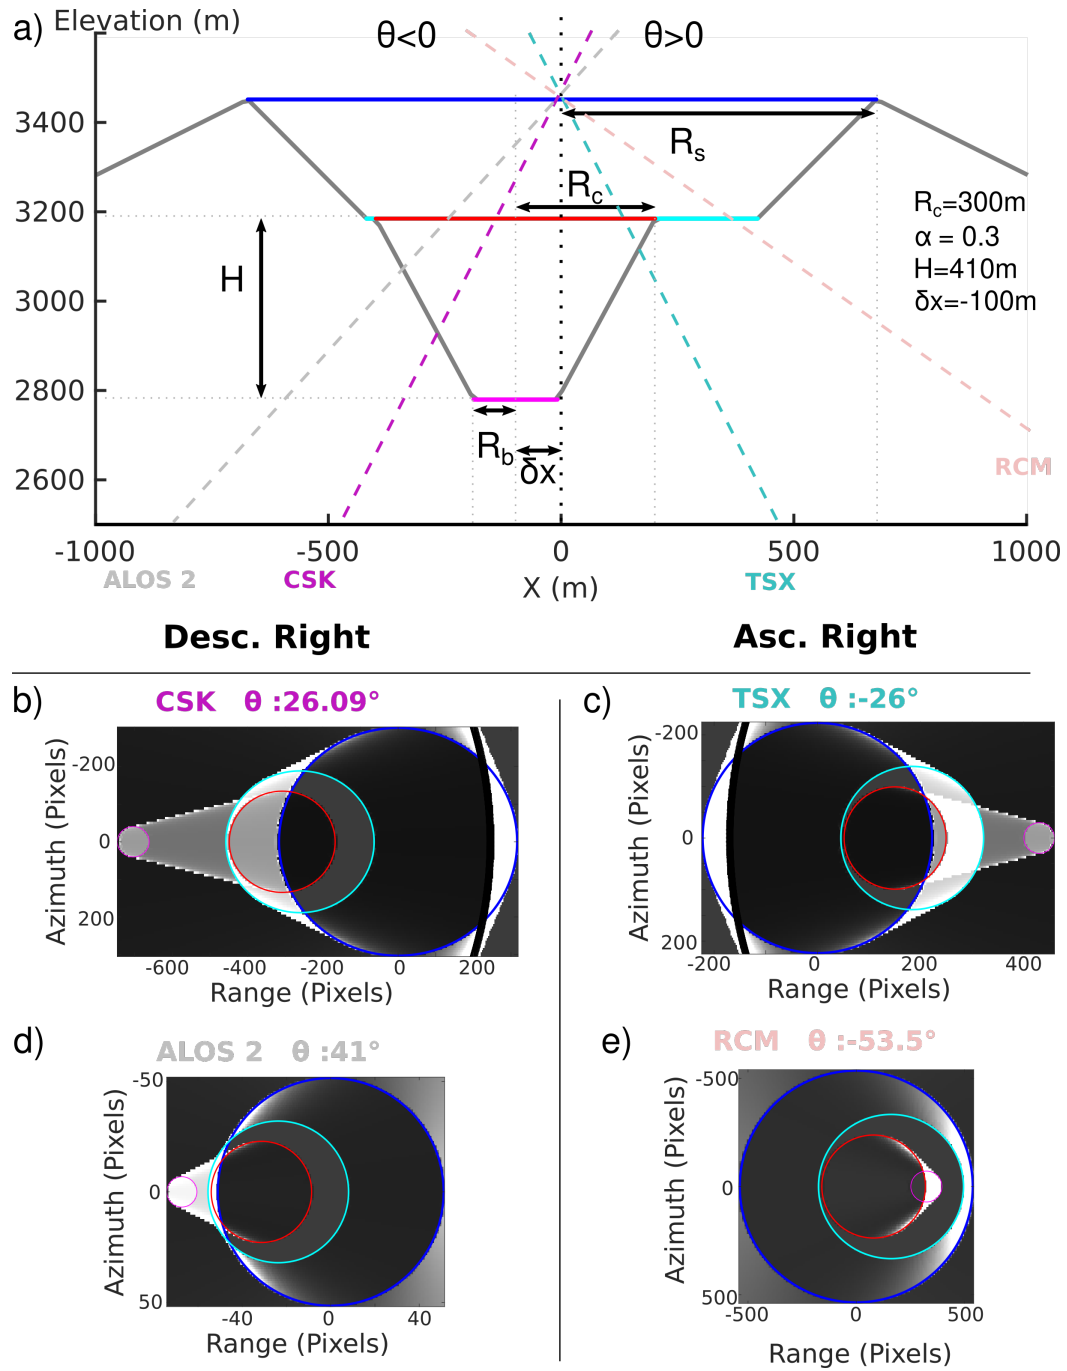 a) Elevation (m)
θ<0
θ>0
3400
3200
3000
2800
2600
Rs
Rc
H
Rb
δx
Rc=300m
α = 0.3
H=410m
δx=-100m
RCM
-1000 -500 0 500 1000
ALOS 2 CSK TSX
X (m)
Desc. Right Asc. Right
b) CSK θ :26.09°
Azimuth (Pixels)
-200
0
200
-600 -400 -200 0 200
Range (Pixels)
c) TSX θ :-26°
Azimuth (Pixels)
-200
0
200
-200 0 200 400
Range (Pixels)
d) ALOS 2 θ :41°
Azimuth (Pixels)
-50
0
50
-40 0 40
Range (Pixels)
e) RCM θ :-53.5°
Azimuth (Pixels)
-500
0
500
-500 0 500
Range (Pixels)